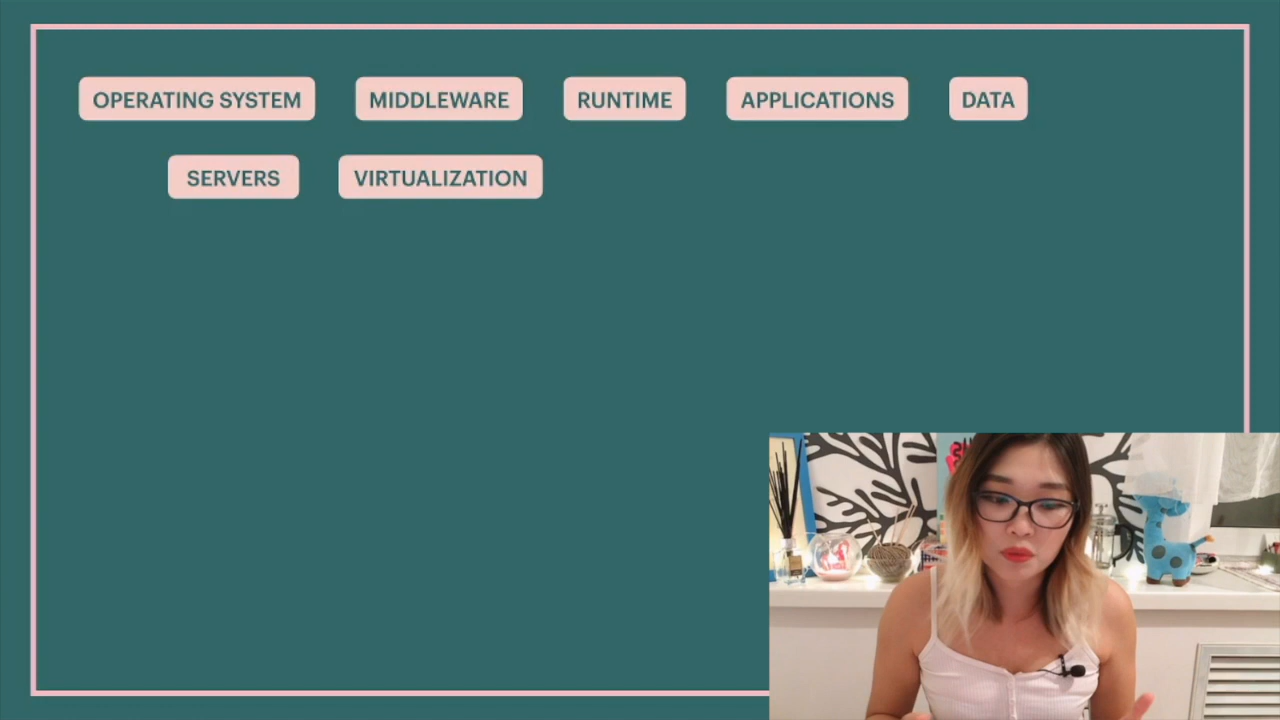 OPERATING SYSTEM MIDDLEWARE RUNTIME APPLICATIONS DATA
SERVERS VIRTUALIZATION